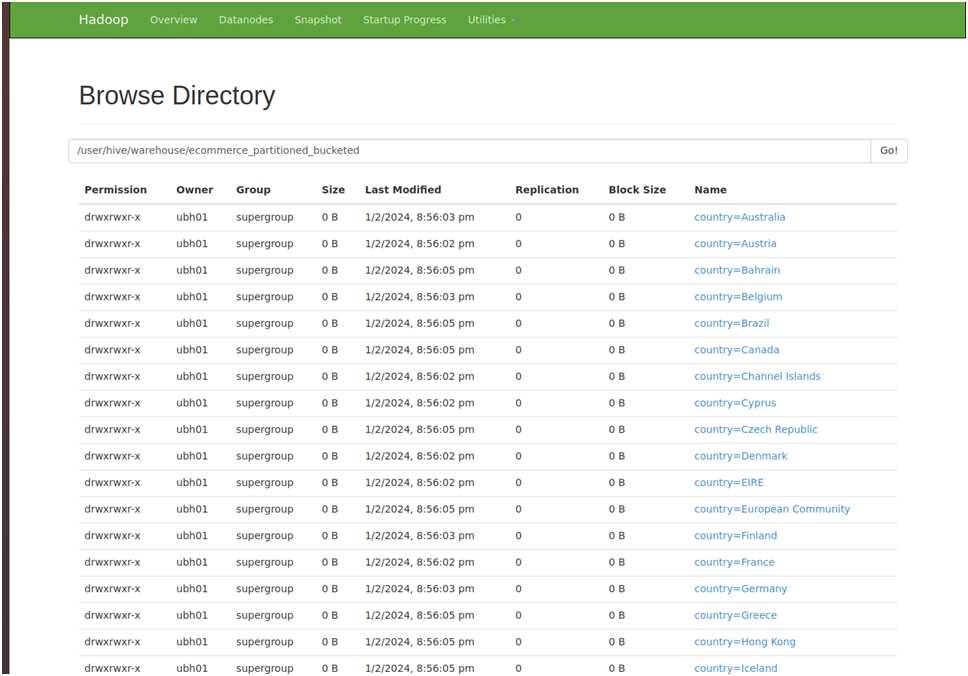 Hadoop Overview Datanodes Snapshot Startup Progress Utilities
Browse Directory
/user/hive/warehouse/ecommerce_partitioned_bucketed Go!
Permission Owner Group Size Last Modified Replication Block Size Name
drwxrwxr-x ubh01 supergroup 0 B 1/2/2024, 8:56:03 pm 0 0 B country=Australia
drwxrwxr-x ubh01 supergroup 0 B 1/2/2024, 8:56:02 pm 0 0 B country=Austria
drwxrwxr-x ubh01 supergroup 0 B 1/2/2024, 8:56:05 pm 0 0 B country=Bahrain
drwxrwxr-x ubh01 supergroup 0 B 1/2/2024, 8:56:03 pm 0 0 B country=Belgium
drwxrwxr-x ubh01 supergroup 0 B 1/2/2024, 8:56:05 pm 0 0 B country=Brazil
drwxrwxr-x ubh01 supergroup 0 B 1/2/2024, 8:56:05 pm 0 0 B country=Canada
drwxrwxr-x ubh01 supergroup 0 B 1/2/2024, 8:56:02 pm 0 0 B country=Channel Islands
drwxrwxr-x ubh01 supergroup 0 B 1/2/2024, 8:56:02 pm 0 0 B country=Cyprus
drwxrwxr-x ubh01 supergroup 0 B 1/2/2024, 8:56:05 pm 0 0 B country=Czech Republic
drwxrwxr-x ubh01 supergroup 0 B 1/2/2024, 8:56:02 pm 0 0 B country=Denmark
drwxrwxr-x ubh01 supergroup 0 B 1/2/2024, 8:56:02 pm 0 0 B country=EIRE
drwxrwxr-x ubh01 supergroup 0 B 1/2/2024, 8:56:05 pm 0 0 B country=European Community
drwxrwxr-x ubh01 supergroup 0 B 1/2/2024, 8:56:03 pm 0 0 B country=Finland
drwxrwxr-x ubh01 supergroup 0 B 1/2/2024, 8:56:02 pm 0 0 B country=France
drwxrwxr-x ubh01 supergroup 0 B 1/2/2024, 8:56:03 pm 0 0 B country=Germany
drwxrwxr-x ubh01 supergroup 0 B 1/2/2024, 8:56:05 pm 0 0 B country=Greece
drwxrwxr-x ubh01 supergroup 0 B 1/2/2024, 8:56:05 pm 0 0 B country=Hong Kong
drwxrwxr-x ubh01 supergroup 0 B 1/2/2024, 8:56:05 pm 0 0 B country=Iceland